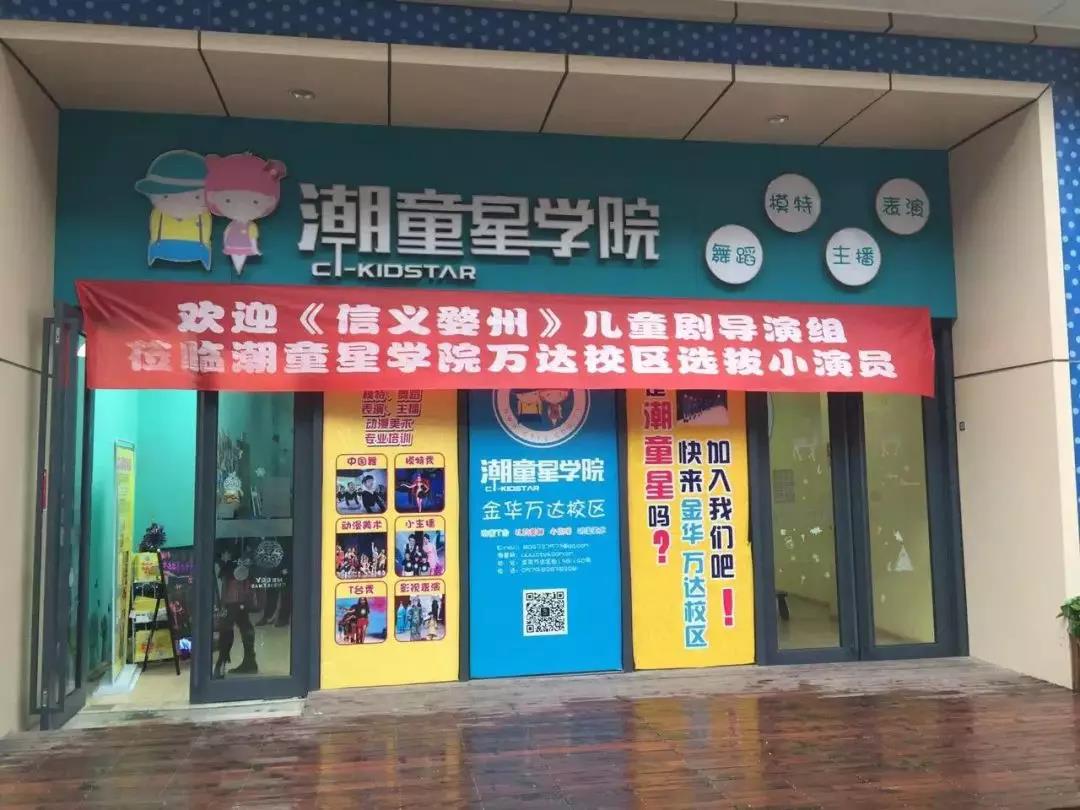 潮童星学院
CT-KIDSTAR
模特
表演
舞蹈
主播
欢迎《信义婺州》儿童剧导演组
莅临潮童星学院万达校区选拔小演员
模特、舞蹈
表演、主播
动漫美术
专业培训
中国舞
模特秀
动漫美术
小主播
T台秀
影视表演
潮童星学院
CT-KIDSTAR
金华万达校区
是潮童星吗?
加入我们吧!
快来金华万达校区
MERRY